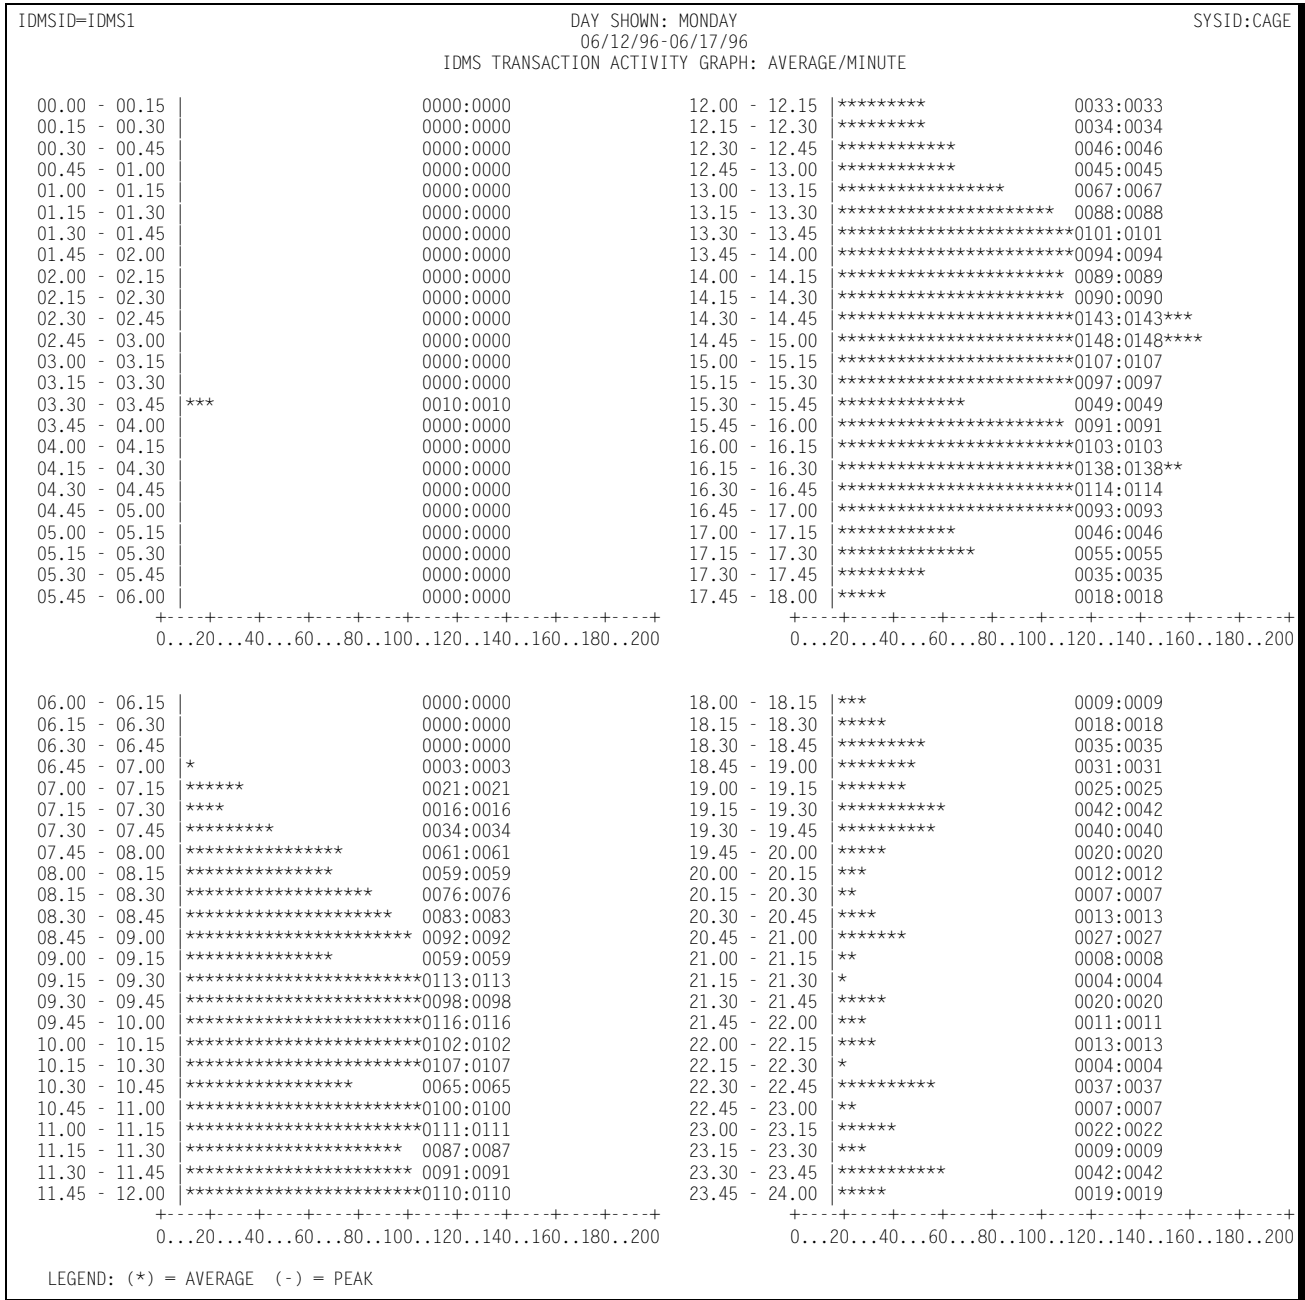 IDMSID=IDMS1 DAY SHOWN: MONDAY SYSID:CAGE
06/12/96-06/17/96
IDMS TRANSACTION ACTIVITY GRAPH: AVERAGE/MINUTE
00.00 - 00.15 | 0000:0000 12.00 - 12.15 |********* 0033:0033
00.15 - 00.30 | 0000:0000 12.15 - 12.30 |********* 0034:0034
00.30 - 00.45 | 0000:0000 12.30 - 12.45 |************ 0046:0046
00.45 - 01.00 | 0000:0000 12.45 - 13.00 |************ 0045:0045
01.00 - 01.15 | 0000:0000 13.00 - 13.15 |***************** 0067:0067
01.15 - 01.30 | 0000:0000 13.15 - 13.30 |********************** 0088:0088
01.30 - 01.45 | 0000:0000 13.30 - 13.45 |************************0101:0101
01.45 - 02.00 | 0000:0000 13.45 - 14.00 |************************0094:0094
02.00 - 02.15 | 0000:0000 14.00 - 14.15 |*********************** 0089:0089
02.15 - 02.30 | 0000:0000 14.15 - 14.30 |*********************** 0090:0090
02.30 - 02.45 | 0000:0000 14.30 - 14.45 |************************0143:0143***
02.45 - 03.00 | 0000:0000 14.45 - 15.00 |************************0148:0148****
03.00 - 03.15 | 0000:0000 15.00 - 15.15 |************************0107:0107
03.15 - 03.30 | 0000:0000 15.15 - 15.30 |************************0097:0097
03.30 - 03.45 |*** 0010:0010 15.30 - 15.45 |************* 0049:0049
03.45 - 04.00 | 0000:0000 15.45 - 16.00 |*********************** 0091:0091
04.00 - 04.15 | 0000:0000 16.00 - 16.15 |************************0103:0103
04.15 - 04.30 | 0000:0000 16.15 - 16.30 |************************0138:0138**
04.30 - 04.45 | 0000:0000 16.30 - 16.45 |************************0114:0114
04.45 - 05.00 | 0000:0000 16.45 - 17.00 |************************0093:0093
05.00 - 05.15 | 0000:0000 17.00 - 17.15 |************ 0046:0046
05.15 - 05.30 | 0000:0000 17.15 - 17.30 |************** 0055:0055
05.30 - 05.45 | 0000:0000 17.30 - 17.45 |********* 0035:0035
05.45 - 06.00 | 0000:0000 17.45 - 18.00 |***** 0018:0018
+----+----+----+----+----+----+----+----+----+----+ +----+----+----+----+----+----+----+----+----+----+
0...20...40...60...80..100..120..140..160..180..200 0...20...40...60...80..100..120..140..160..180..200
06.00 - 06.15 | 0000:0000 18.00 - 18.15 |*** 0009:0009
06.15 - 06.30 | 0000:0000 18.15 - 18.30 |***** 0018:0018
06.30 - 06.45 | 0000:0000 18.30 - 18.45 |********* 0035:0035
06.45 - 07.00 |* 0003:0003 18.45 - 19.00 |******** 0031:0031
07.00 - 07.15 |****** 0021:0021 19.00 - 19.15 |******* 0025:0025
07.15 - 07.30 |**** 0016:0016 19.15 - 19.30 |*********** 0042:0042
07.30 - 07.45 |********* 0034:0034 19.30 - 19.45 |********** 0040:0040
07.45 - 08.00 |**************** 0061:0061 19.45 - 20.00 |***** 0020:0020
08.00 - 08.15 |*************** 0059:0059 20.00 - 20.15 |*** 0012:0012
08.15 - 08.30 |******************* 0076:0076 20.15 - 20.30 |** 0007:0007
08.30 - 08.45 |********************* 0083:0083 20.30 - 20.45 |**** 0013:0013
08.45 - 09.00 |*********************** 0092:0092 20.45 - 21.00 |******* 0027:0027
09.00 - 09.15 |*************** 0059:0059 21.00 - 21.15 |** 0008:0008
09.15 - 09.30 |************************0113:0113 21.15 - 21.30 |* 0004:0004
09.30 - 09.45 |************************0098:0098 21.30 - 21.45 |***** 0020:0020
09.45 - 10.00 |************************0116:0116 21.45 - 22.00 |*** 0011:0011
10.00 - 10.15 |************************0102:0102 22.00 - 22.15 |**** 0013:0013
10.15 - 10.30 |************************0107:0107 22.15 - 22.30 |* 0004:0004
10.30 - 10.45 |***************** 0065:0065 22.30 - 22.45 |********** 0037:0037
10.45 - 11.00 |************************0100:0100 22.45 - 23.00 |** 0007:0007
11.00 - 11.15 |************************0111:0111 23.00 - 23.15 |****** 0022:0022
11.15 - 11.30 |********************** 0087:0087 23.15 - 23.30 |*** 0009:0009
11.30 - 11.45 |*********************** 0091:0091 23.30 - 23.45 |*********** 0042:0042
11.45 - 12.00 |************************0110:0110 23.45 - 24.00 |***** 0019:0019
+----+----+----+----+----+----+----+----+----+----+ +----+----+----+----+----+----+----+----+----+----+
0...20...40...60...80..100..120..140..160..180..200 0...20...40...60...80..100..120..140..160..180..200
LEGEND: (*) = AVERAGE (-) = PEAK